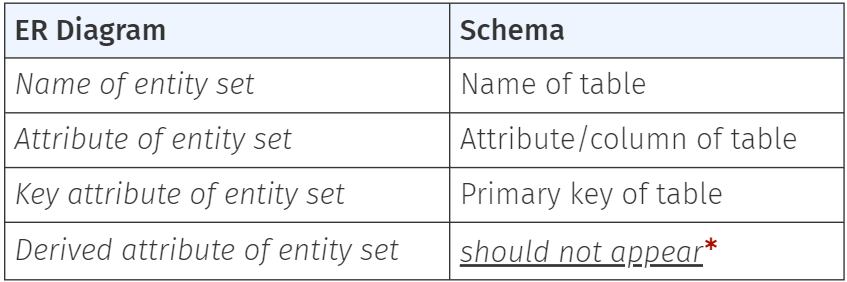 ER Diagram Schema
Name of entity set Name of table
Attribute of entity set Attribute/column of table
Key attribute of entity set Primary key of table
Derived attribute of entity set should not appear*